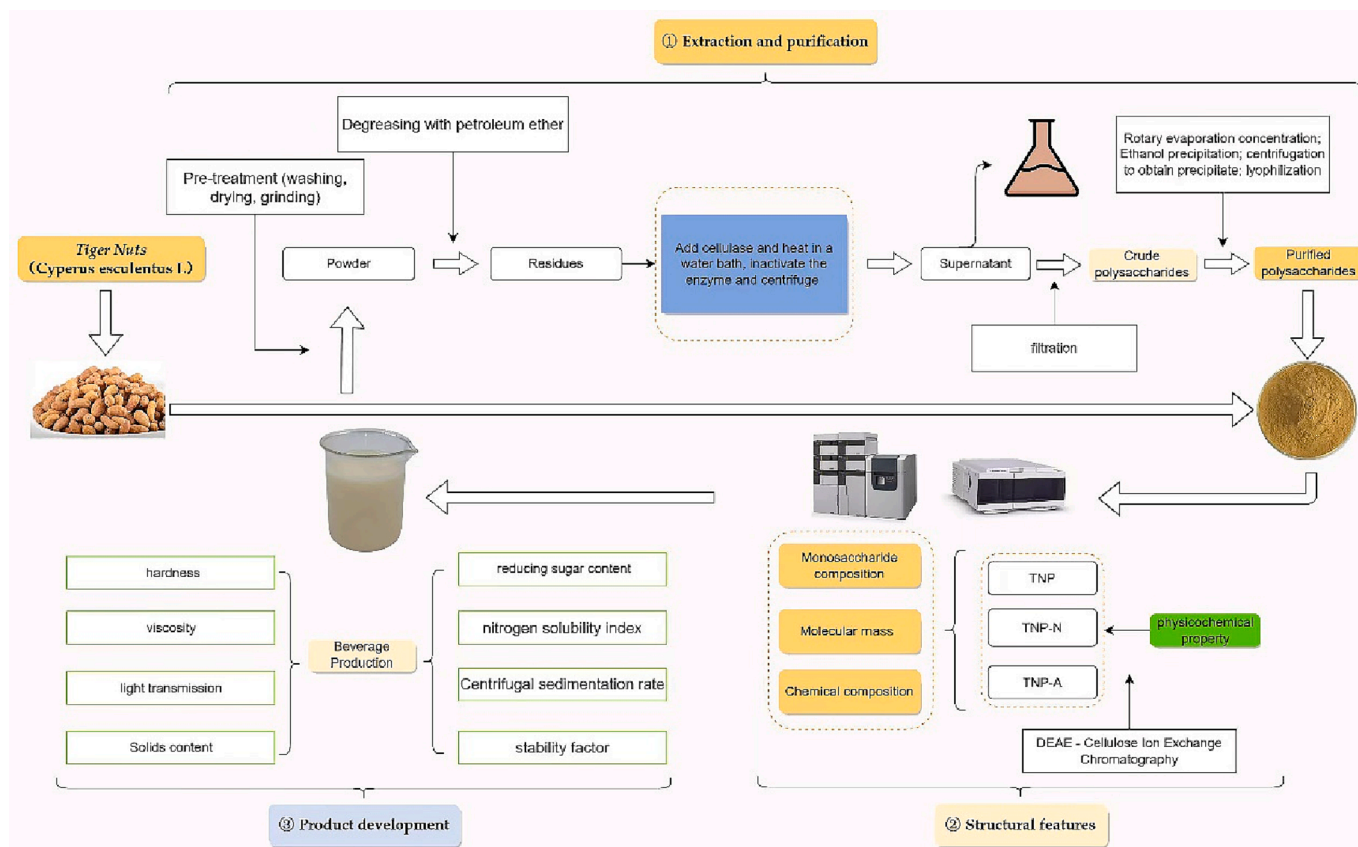 ① Extraction and purification
Degreasing with petroleum ether
Rotary evaporation concentration;
Ethanol precipitation; centrifugation
to obtain precipitate; lyophilization
Pre-treatment (washing,
drying, grinding)
Tiger Nuts
(Cyperus esculentus L.)
Powder
Residues
Add cellulase and heat in a
water bath, inactivate the
enzyme and centrifuge
Supernatant
Crude
polysaccharides
Purified
polysaccharides
filtration
hardness
viscosity
light transmission
Solids content
Beverage
Production
reducing sugar content
nitrogen solubility index
Centrifugal sedimentation rate
stability factor
③ Product development
Monosaccharide
composition
Molecular mass
Chemical composition
TNP
TNP-N
TNP-A
physicochemical
property
DEAE - Cellulose Ion Exchange
Chromatography
② Structural features